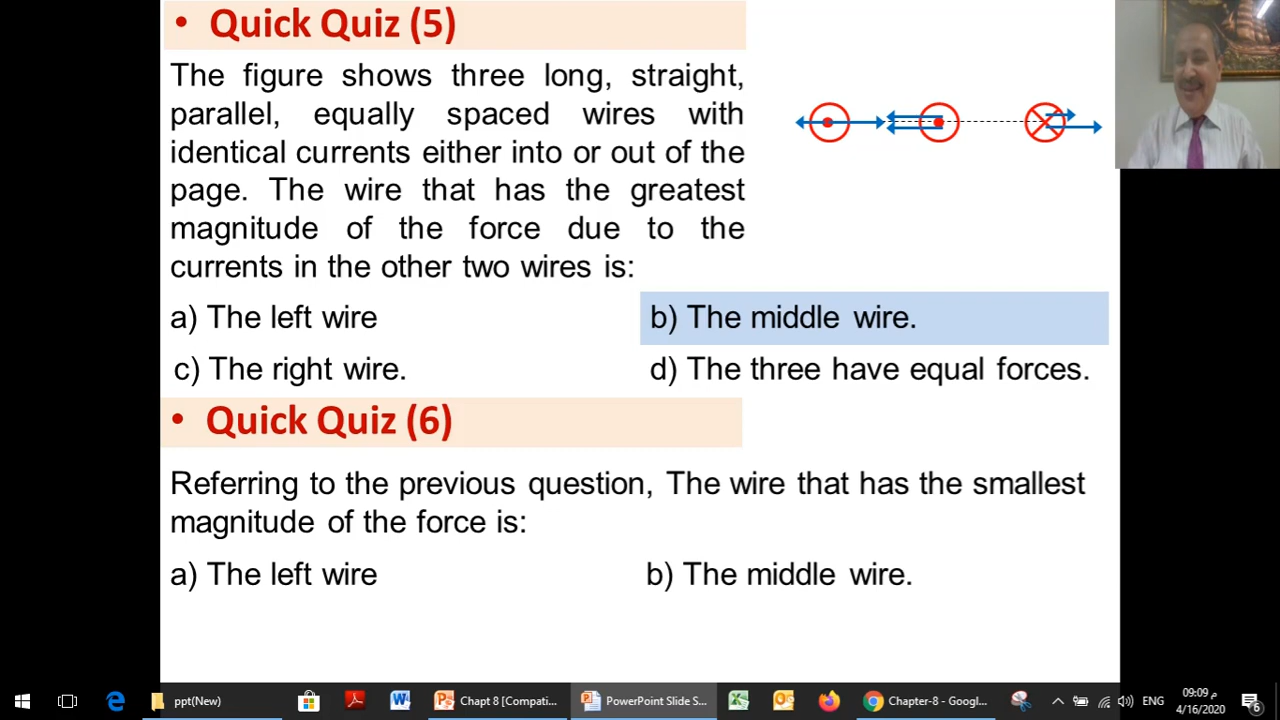 • Quick Quiz (5)
The figure shows three long, straight,
parallel, equally spaced wires with
identical currents either into or out of the
page. The wire that has the greatest
magnitude of the force due to the
currents in the other two wires is:
a) The left wire
b) The middle wire.
c) The right wire.
d) The three have equal forces.
• Quick Quiz (6)
Referring to the previous question, The wire that has the smallest
magnitude of the force is:
a) The left wire
b) The middle wire.
ppt(New)
Chapt 8 [Compati...
PowerPoint Slide S...
Chapter-8 - Googl...
ENG
09:09 م
4/16/2020
6